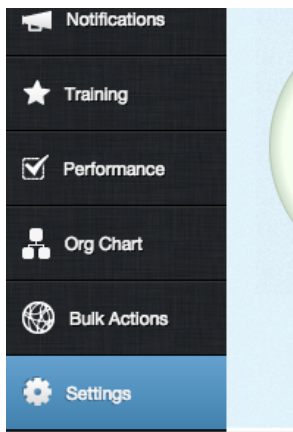 Notifications
Training
Performance
Org Chart
Bulk Actions
Settings